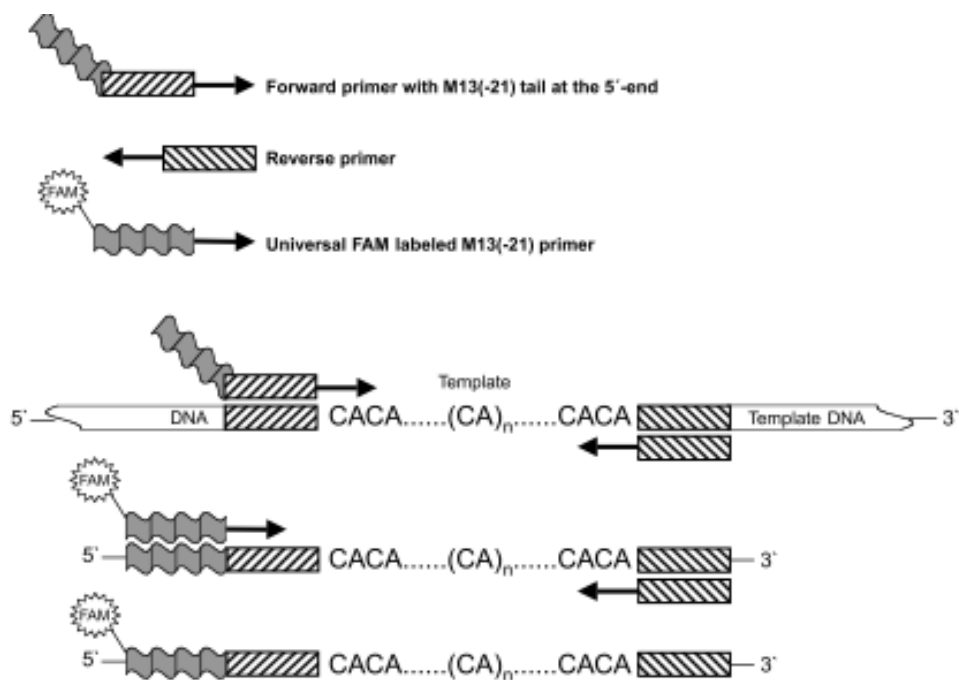 Forward primer with M13(-21) tail at the 5´-end
Reverse primer
FAM
Universal FAM labeled M13(-21) primer
Template
5` DNA CACA......(CA)n......CACA Template DNA 3`
FAM
5` CACA......(CA)n......CACA 3`
FAM
5` CACA......(CA)n......CACA 3`